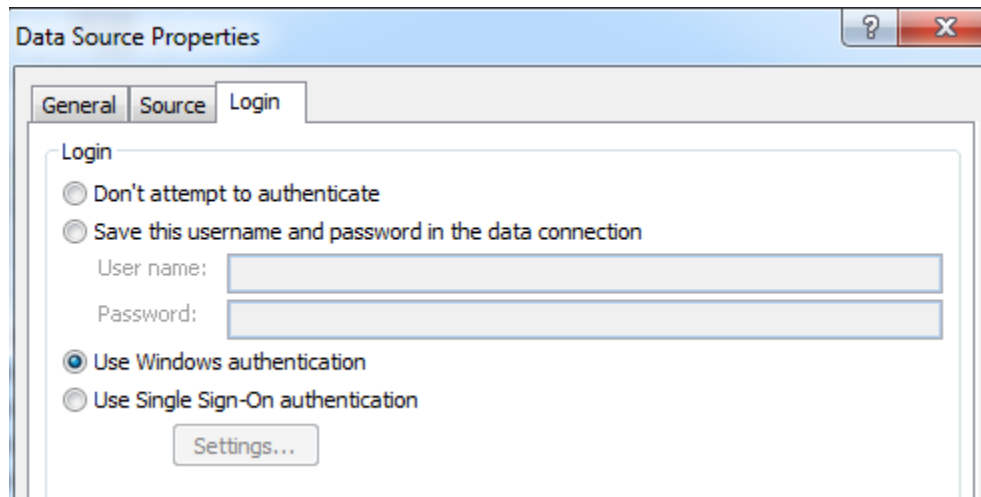 Data Source Properties
General Source Login
Login
Don't attempt to authenticate
Save this username and password in the data connection
User name:
Password:
Use Windows authentication
Use Single Sign-On authentication
Settings...